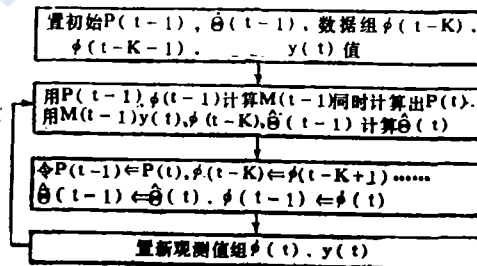 置初始P(t-1),Θ̂(t-1),数据组φ(t-K).
φ(t-K-1). y(t)值
用P(t-1).φ(t-1)计算M(t-1)同时计算出P(t).
用M(t-1)y(t),φ(t-K),Θ̂(t-1)计算Θ̂(t)
令P(t-1)⇐P(t),φ(t-K)⇐φ(t-K+1)……
Θ̂(t-1)⇐Θ̂(t).φ(t-1)⇐φ(t)
置新观测值组φ(t)、y(t)